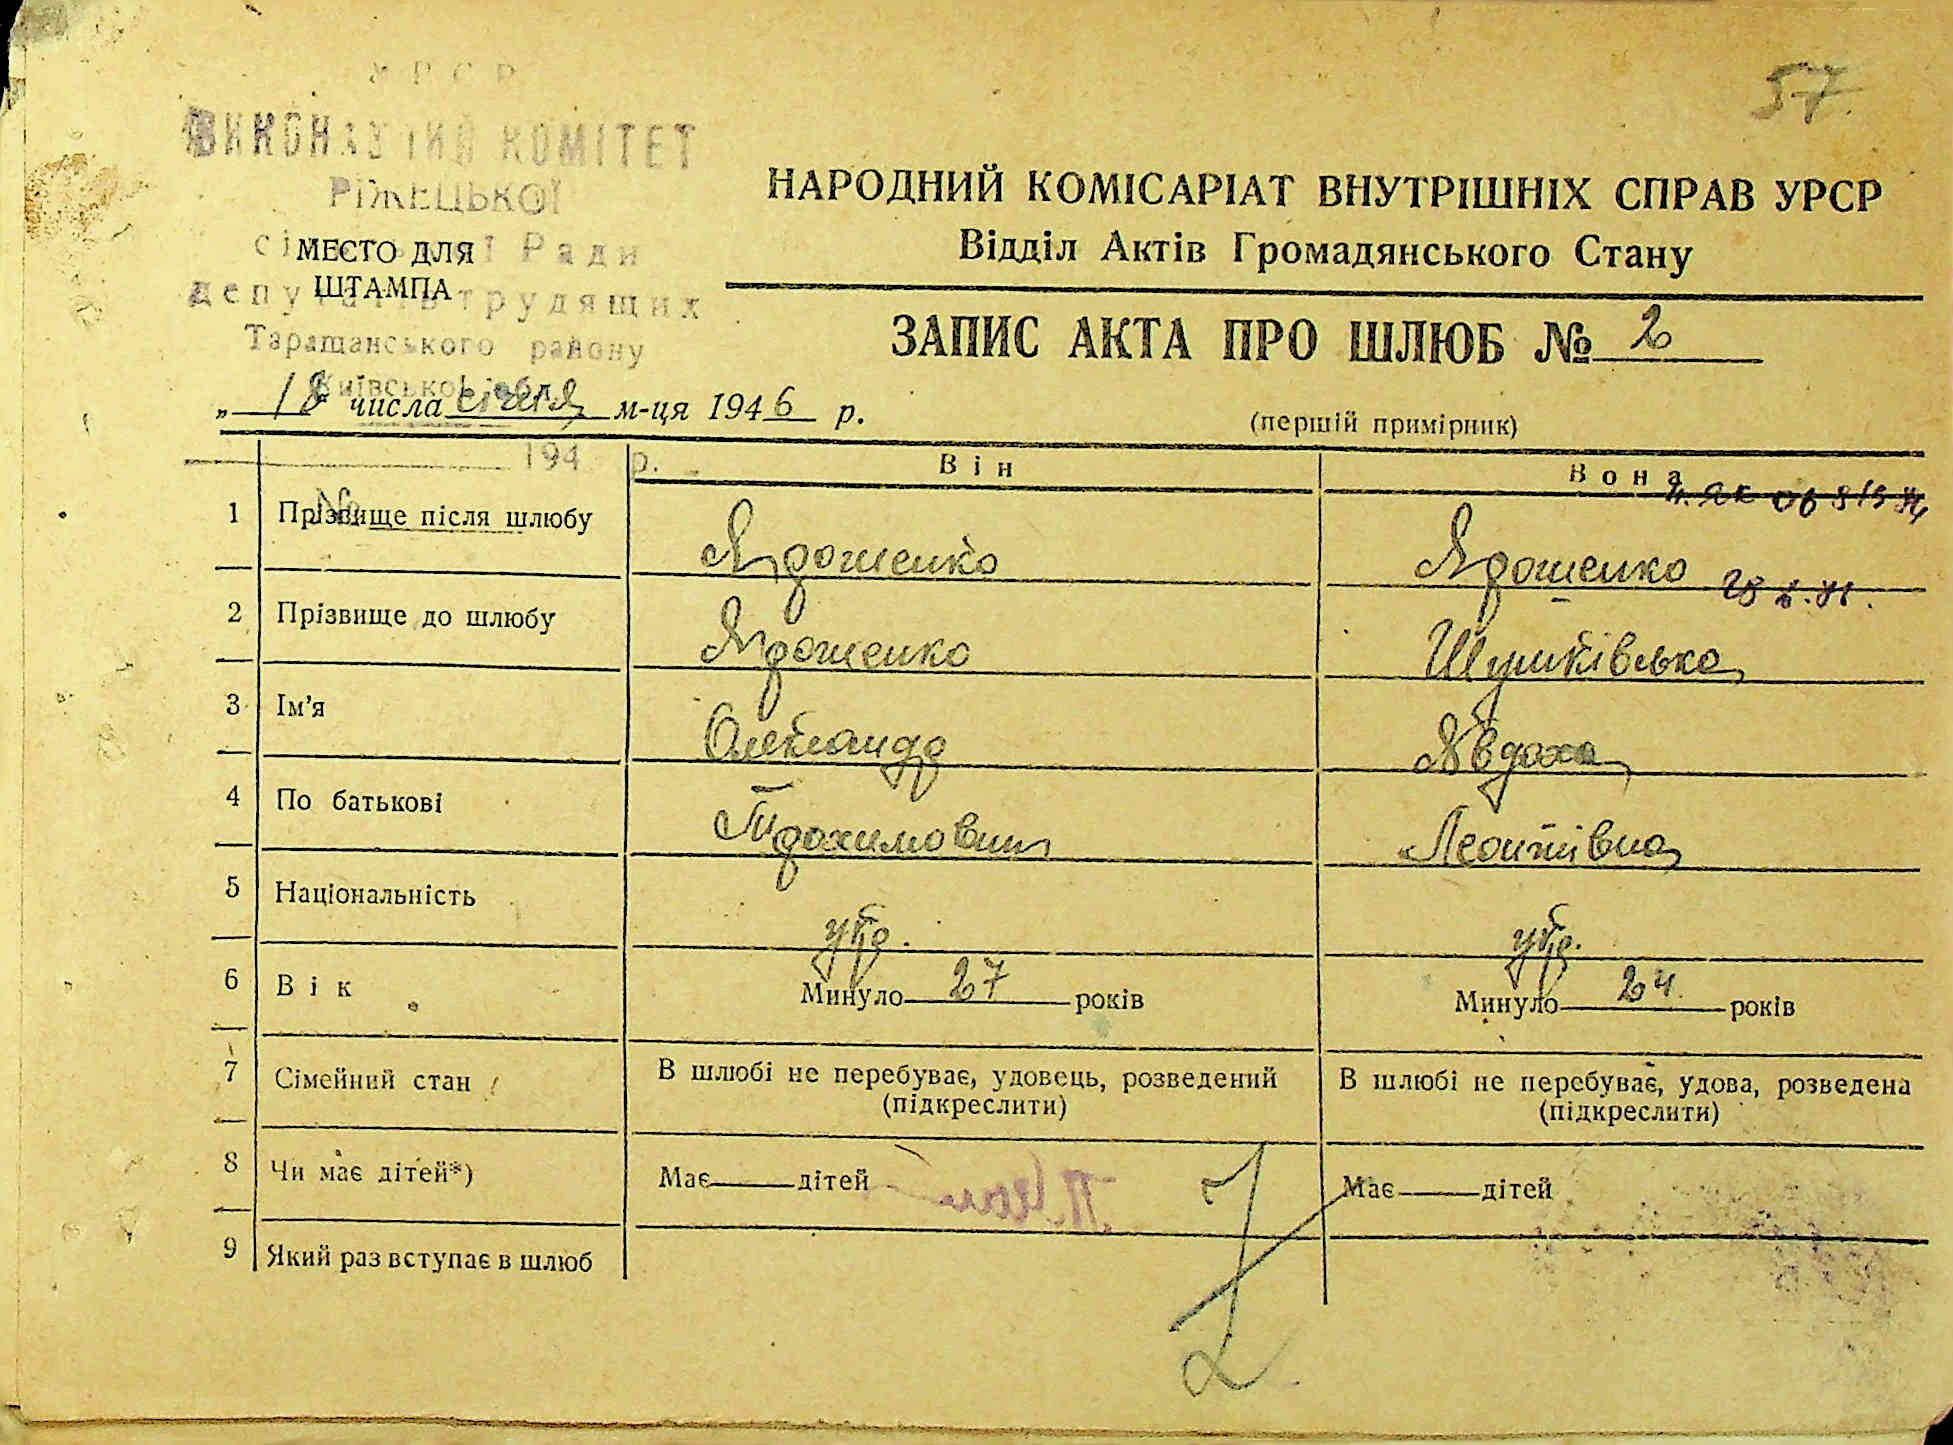 57
УРСР
ВИКОНАВЧИЙ КОМІТЕТ
РІЖЕЦЬКОЇ
сільської Ради
депутатів трудящих
Таращанського району
Київської обл.
194 р.
№
МЕСТО ДЛЯ
ШТАМПА
НАРОДНИЙ КОМІСАРІАТ ВНУТРІШНІХ СПРАВ УРСР
Відділ Актів Громадянського Стану
ЗАПИС АКТА ПРО ШЛЮБ № 2
„ 18 числа січня м-ця 1946 р.
(перший примірник)
Він Вона
1 Прізвище після шлюбу Ярошенко Ярошенко
2 Прізвище до шлюбу Ярошенко Шушківська
3 Ім'я Олександр Явдоха
4 По батькові Трохимович Леонтівна
5 Національність укр. укр.
6 Вік Минуло 27 років Минуло 24 років
7 Сімейний стан В шлюбі не перебуває, удовець, розведений В шлюбі не перебуває, удова, розведена
(підкреслити) (підкреслити)
8 Чи має дітей*) Має дітей Має дітей
9 Який раз вступає в шлюб